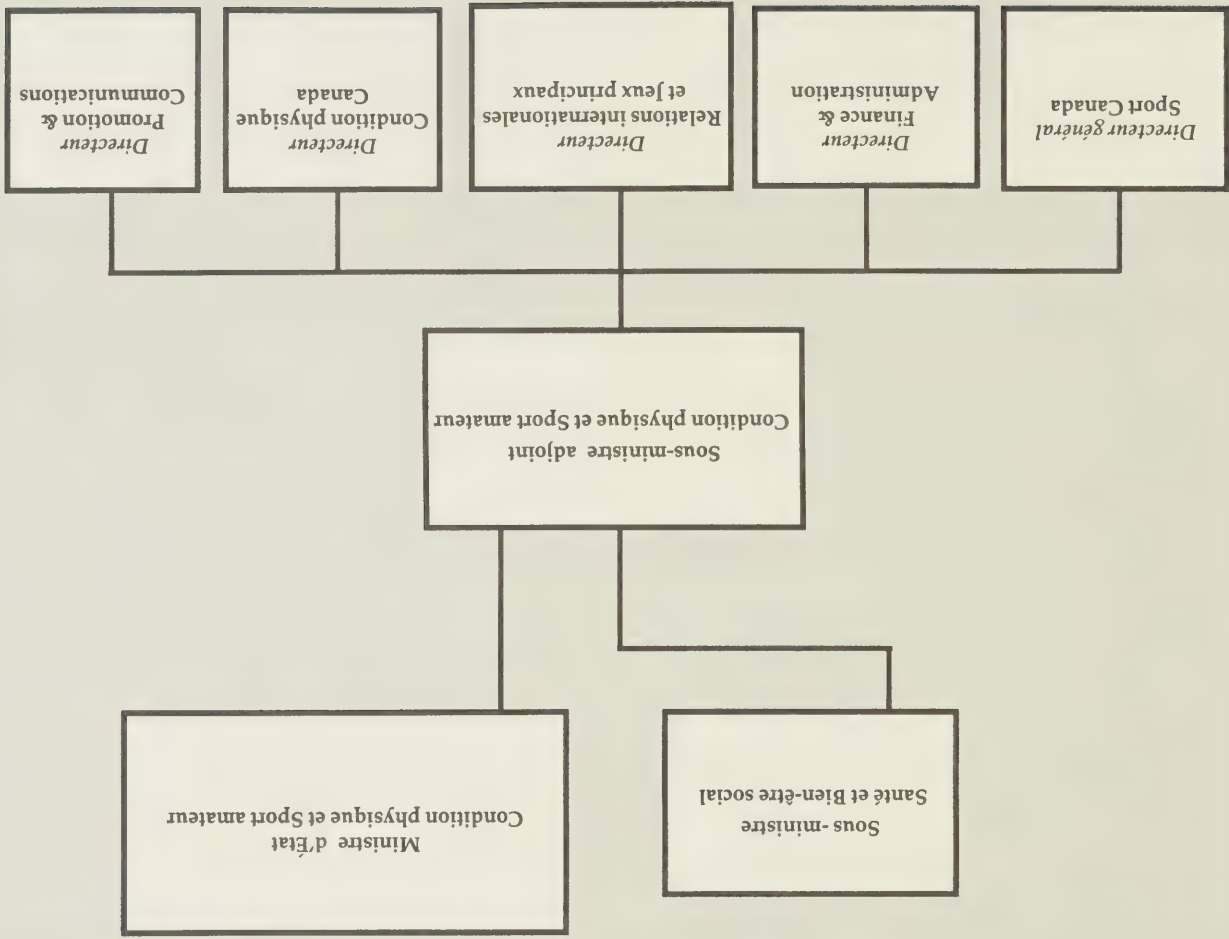 Sous-ministre
Santé et Bien-être social
Ministre d'État
Condition physique et Sport amateur
Sous-ministre adjoint
Condition physique et Sport amateur
Directeur général
Sport Canada
Directeur
Finance &
Administration
Directeur
Relations internationales
et Jeux principaux
Directeur
Condition physique
Canada
Directeur
Promotion &
Communications